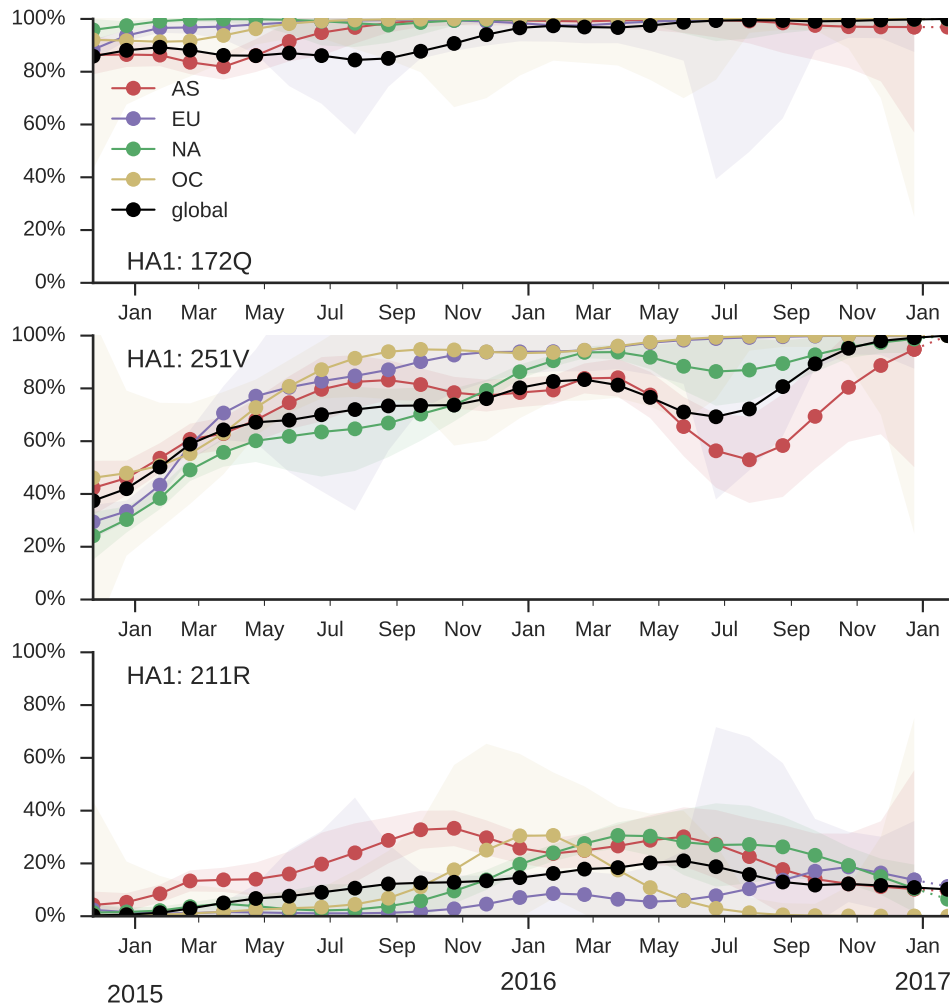 100%
80%
AS
60%
EU
NA
40%
OC
20%
global
HA1: 172Q
0%
Jan Mar May Jul Sep Nov Jan Mar May Jul Sep Nov Jan
100%
HA1: 251V
80%
60%
40%
20%
0%
Jan Mar May Jul Sep Nov Jan Mar May Jul Sep Nov Jan
100%
HA1: 211R
80%
60%
40%
20%
0%
Jan Mar May Jul Sep Nov Jan Mar May Jul Sep Nov Jan
2015 2016 2017